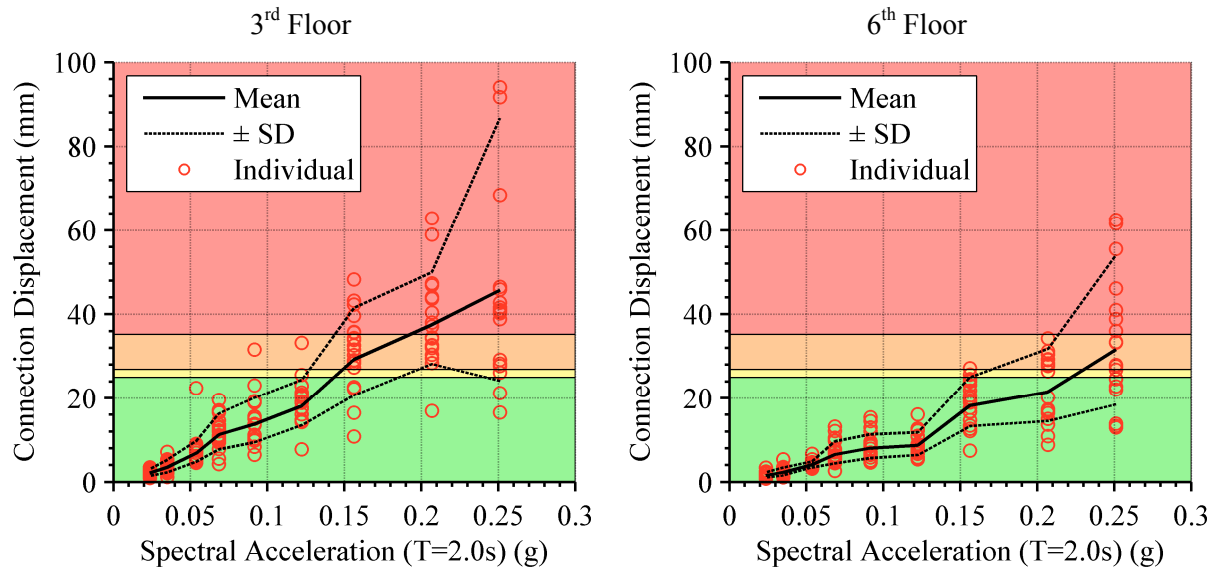 3rd Floor
Connection Displacement (mm)
100
80
60
40
20
0
Mean
± SD
Individual
0 0.05 0.1 0.15 0.2 0.25 0.3
Spectral Acceleration (T=2.0s) (g)
6th Floor
Connection Displacement (mm)
100
80
60
40
20
0
Mean
± SD
Individual
0 0.05 0.1 0.15 0.2 0.25 0.3
Spectral Acceleration (T=2.0s) (g)